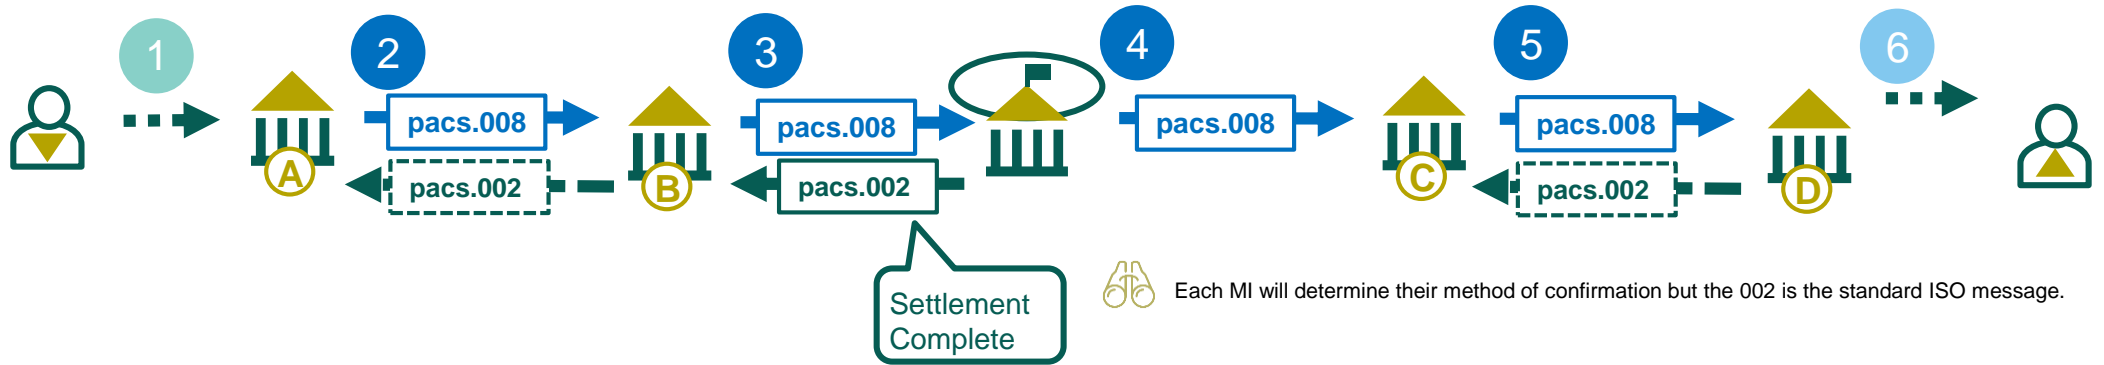 1
2
3
4
5
6
pacs.008
pacs.008
pacs.008
pacs.008
A
pacs.002
B
pacs.002
C
pacs.002
D
Settlement
Complete
Each MI will determine their method of confirmation but the 002 is the standard ISO message.